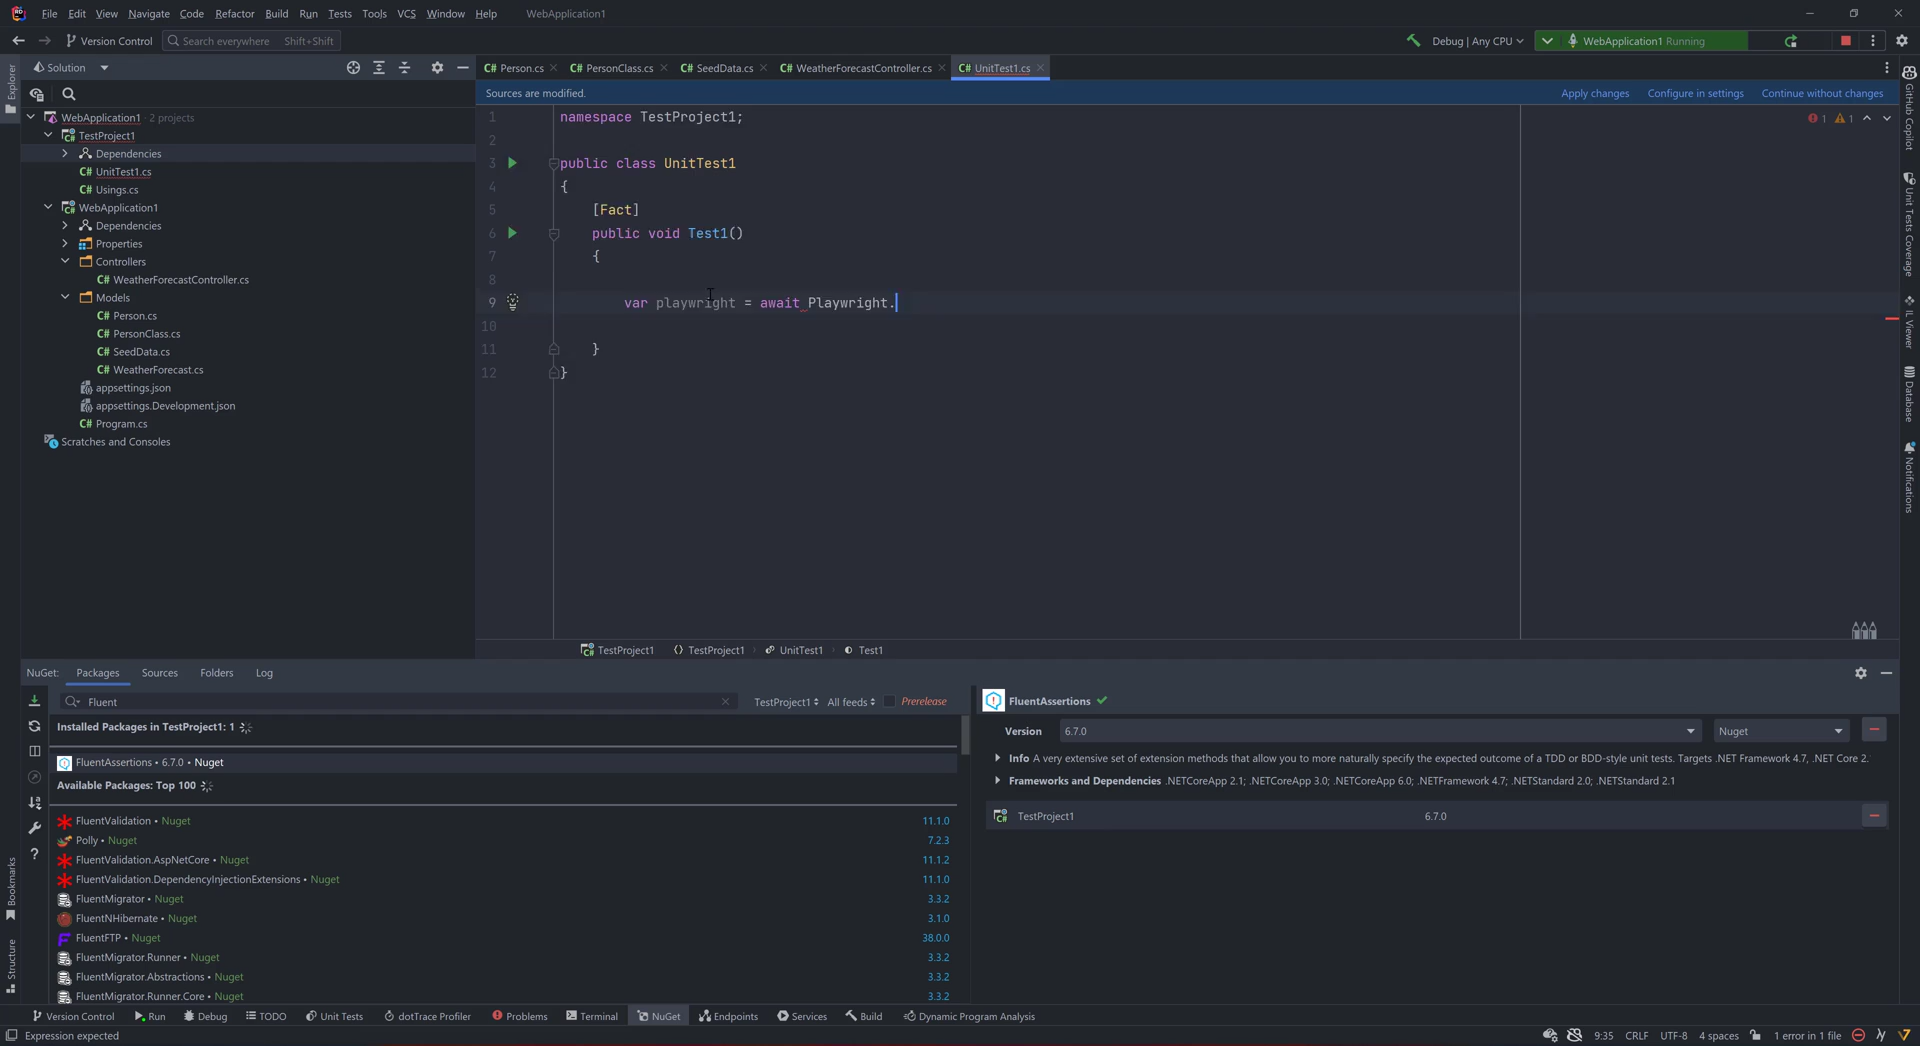 File Edit View Navigate Code Refactor Build Run Tests Tools VCS Window Help WebApplication1
Version Control Search everywhere Shift+Shift Debug | Any CPU WebApplication1 Running
Explorer
Solution
WebApplication1 · 2 projects
TestProject1
Dependencies
C# UnitTest1.cs
C# Usings.cs
WebApplication1
Dependencies
Properties
Controllers
C# WeatherForecastController.cs
Models
C# Person.cs
C# PersonClass.cs
C# SeedData.cs
C# WeatherForecast.cs
appsettings.json
appsettings.Development.json
C# Program.cs
Scratches and Consoles
C# Person.cs C# PersonClass.cs C# SeedData.cs C# WeatherForecastController.cs C# UnitTest1.cs
Sources are modified. Apply changes Configure in settings Continue without changes
1 namespace TestProject1; 1 1
2
3 public class UnitTest1
4 {
5 [Fact]
6 public void Test1()
7 {
8
9 var playwright = await Playwright.
10
11 }
12 }
TestProject1 TestProject1 UnitTest1 Test1
GitHub Copilot
Unit Tests Coverage
IL Viewer
Database
Notifications
NuGet: Packages Sources Folders Log
Fluent TestProject1 All feeds Prerelease
Installed Packages in TestProject1: 1
FluentAssertions • 6.7.0 • Nuget
Available Packages: Top 100
FluentValidation • Nuget 11.1.0
Polly • Nuget 7.2.3
FluentValidation.AspNetCore • Nuget 11.1.2
FluentValidation.DependencyInjectionExtensions • Nuget 11.1.0
FluentMigrator • Nuget 3.3.2
FluentNHibernate • Nuget 3.1.0
FluentFTP • Nuget 38.0.0
FluentMigrator.Runner • Nuget 3.3.2
FluentMigrator.Abstractions • Nuget 3.3.2
FluentMigrator.Runner.Core • Nuget 3.3.2
FluentAssertions
Version 6.7.0 Nuget
Info A very extensive set of extension methods that allow you to more naturally specify the expected outcome of a TDD or BDD-style unit tests. Targets .NET Framework 4.7, .NET Core 2.
Frameworks and Dependencies .NETCoreApp 2.1; .NETCoreApp 3.0; .NETCoreApp 6.0; .NETFramework 4.7; .NETStandard 2.0; .NETStandard 2.1
TestProject1 6.7.0
Bookmarks
Structure
Version Control Run Debug TODO Unit Tests dotTrace Profiler Problems Terminal NuGet Endpoints Services Build Dynamic Program Analysis
Expression expected 9:35 CRLF UTF-8 4 spaces 1 error in 1 file